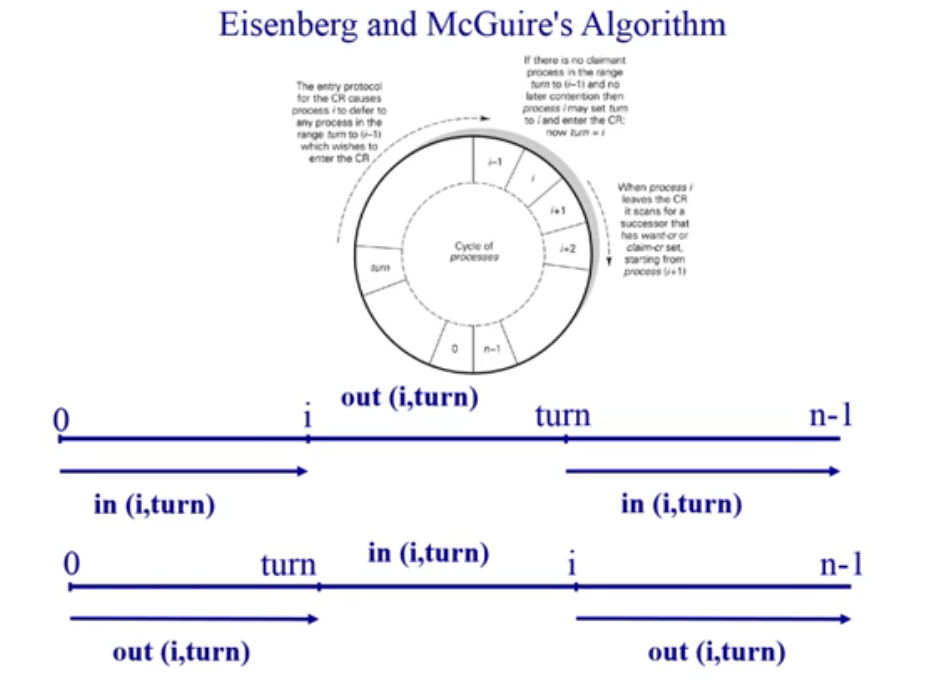 Eisenberg and McGuire's Algorithm
If there is no claimant
process in the range
turn to (i–1) and no
later contention then
process i may set turn
to i and enter the CR:
now turn = i
The entry protocol
for the CR causes
process i to defer to
any process in the
range turn to (i–1)
which wishes to
enter the CR
i–1
i
i+1
i+2
When process i
leaves the CR
it scans for a
successor that
has want-cr or
claim-cr set,
starting from
process (i+1)
Cycle of
processes
turn
0
n–1
out (i,turn)
0 i turn n-1
in (i,turn) in (i,turn)
in (i,turn)
0 turn i n-1
out (i,turn) out (i,turn)